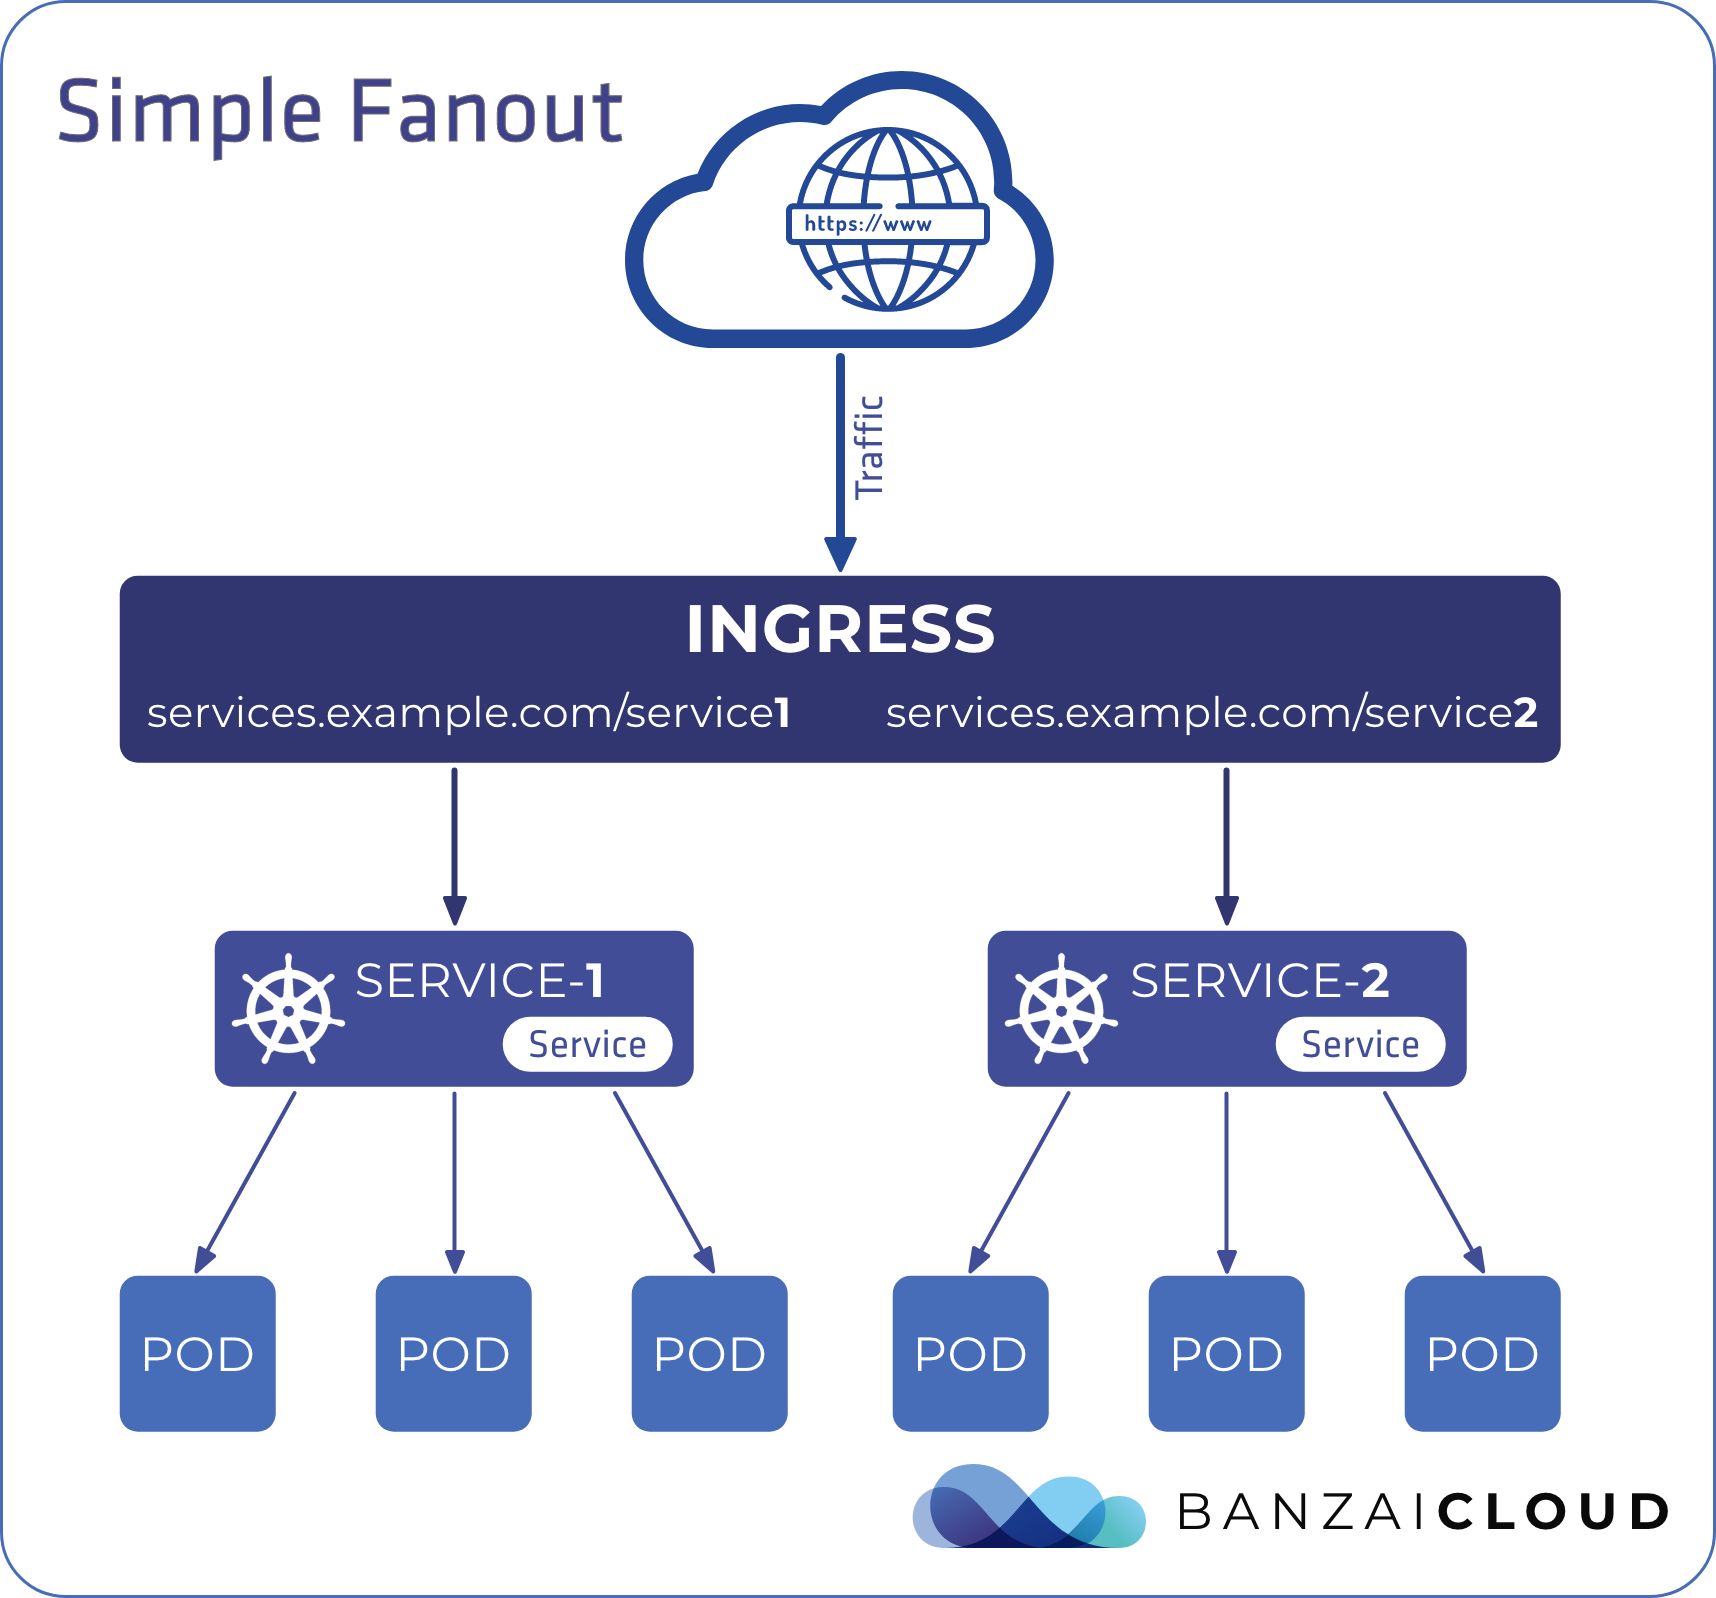 Simple Fanout
https://www
Traffic
INGRESS
services.example.com/service1
services.example.com/service2
SERVICE-1
Service
SERVICE-2
Service
POD
POD
POD
POD
POD
POD
BANZAICLOUD